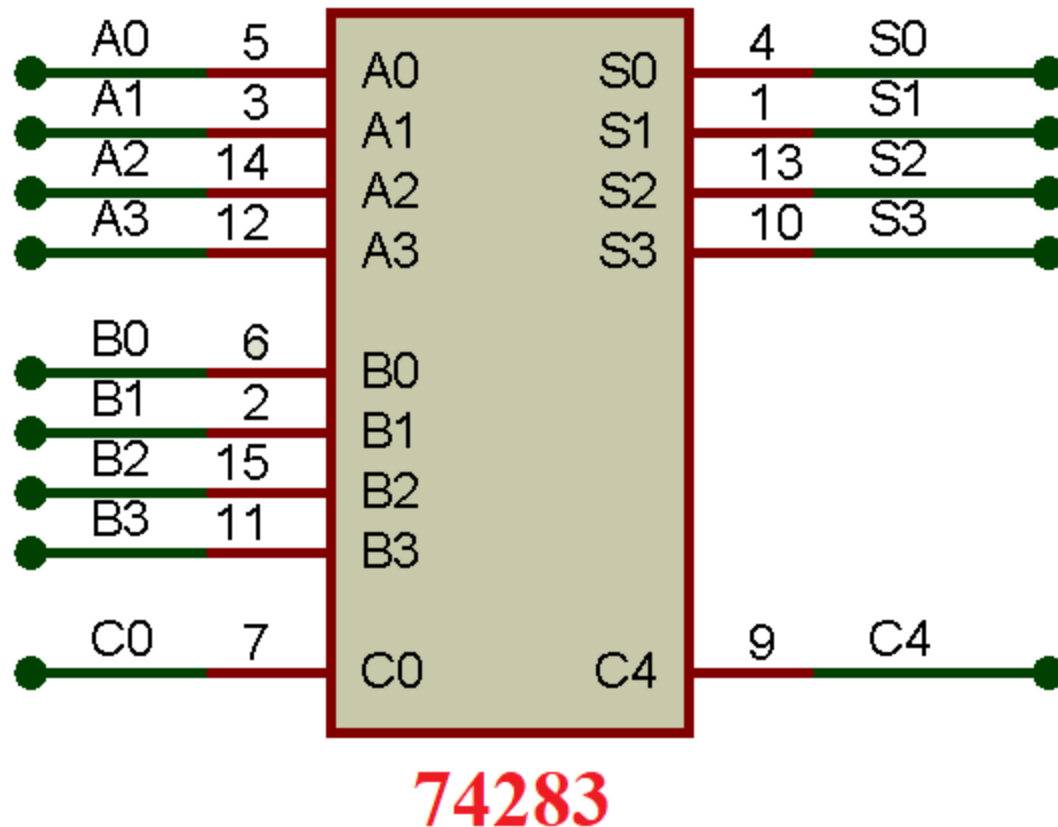 A0 5 A0 S0 4 S0
A1 3 A1 S1 1 S1
A2 14 A2 S2 13 S2
A3 12 A3 S3 10 S3
B0 6 B0
B1 2 B1
B2 15 B2
B3 11 B3
C0 7 C0 C4 9 C4
74283